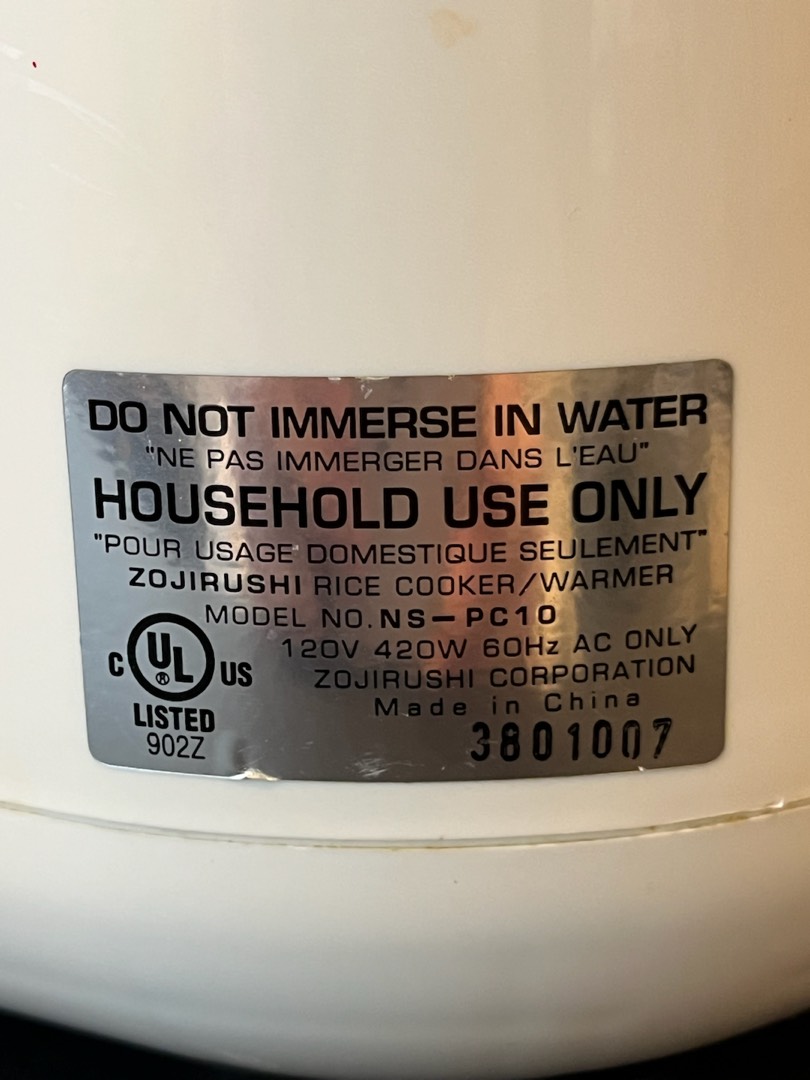 DO NOT IMMERSE IN WATER
"NE PAS IMMERGER DANS L'EAU"
HOUSEHOLD USE ONLY
"POUR USAGE DOMESTIQUE SEULEMENT"
ZOJIRUSHI RICE COOKER/WARMER
MODEL NO. NS-PC10
120V 420W 60Hz AC ONLY
ZOJIRUSHI CORPORATION
Made in China
C UL ® US
LISTED
902Z
3801007